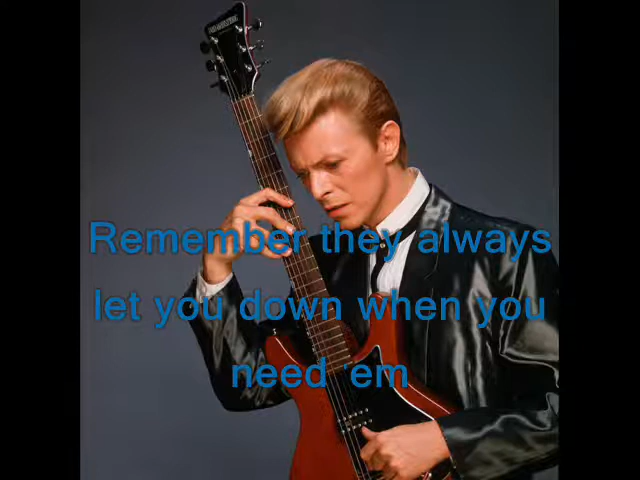 Remember they always
let you down when you
need 'em